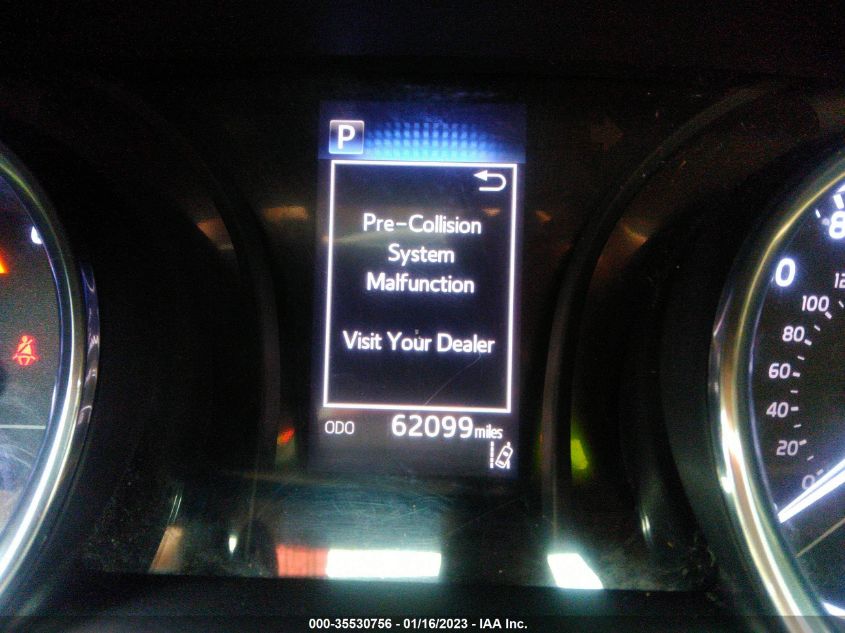 P
Pre-Collision
System
Malfunction
Visit Your Dealer
ODO 62099 miles
0
100
80
60
40
20
0
000-35530756 - 01/16/2023 - IAA Inc.